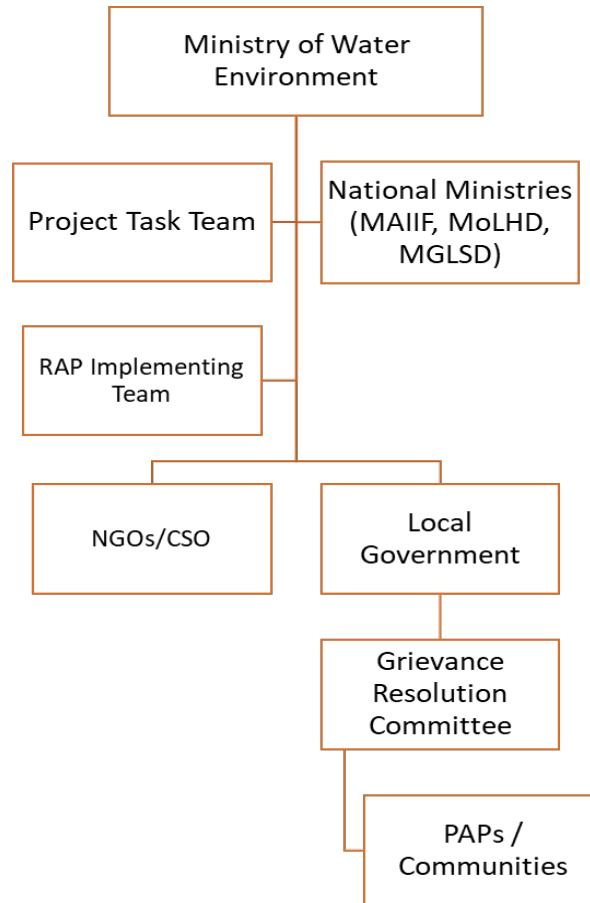 Ministry of Water
Environment
Project Task Team
National Ministries
(MAIIF, MoLHD,
MGLSD)
RAP Implementing
Team
NGOs/CSO
Local
Government
Grievance
Resolution
Committee
PAPs /
Communities